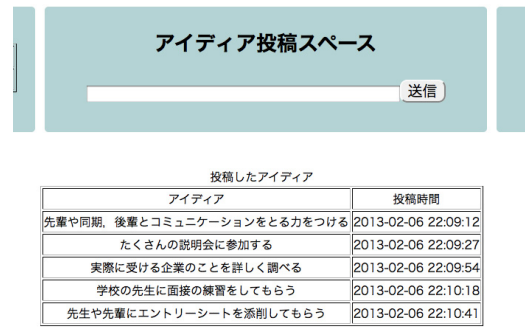 アイディア投稿スペース
送信
投稿したアイディア
アイディア 投稿時間
先輩や同期，後輩とコミュニケーションをとる力をつける 2013-02-06 22:09:12
たくさんの説明会に参加する 2013-02-06 22:09:27
実際に受ける企業のことを詳しく調べる 2013-02-06 22:09:54
学校の先生に面接の練習をしてもらう 2013-02-06 22:10:18
先生や先輩にエントリーシートを添削してもらう 2013-02-06 22:10:41